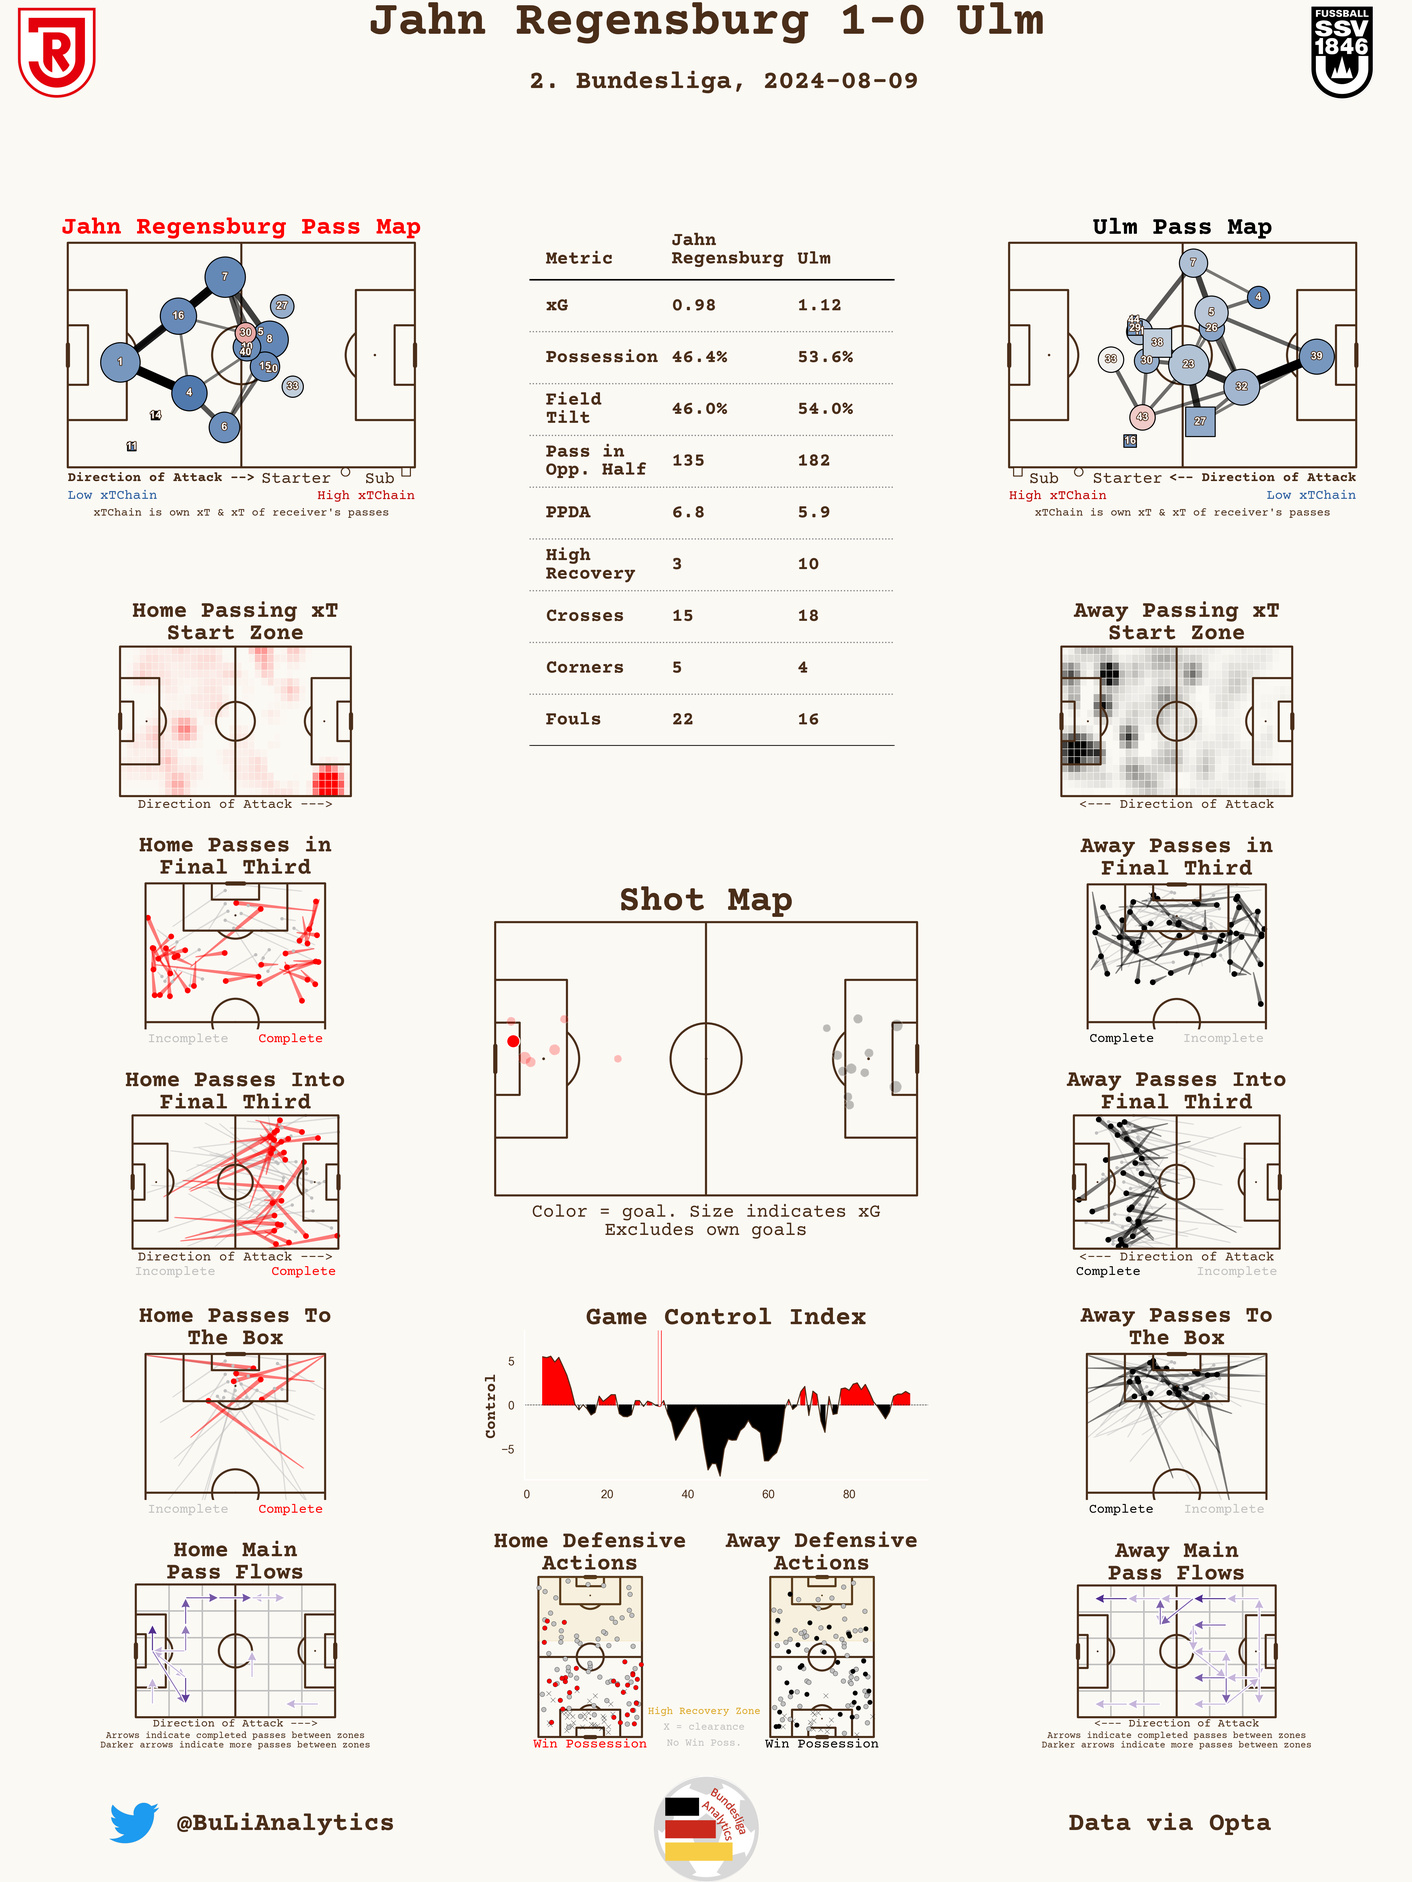 Jahn Regensburg 1-0 Ulm
2. Bundesliga, 2024-08-09
R
FUSSBALL
SSV
1846
U
Jahn Regensburg Pass Map
7
27
16
30
5
8
10
40
1
15
20
33
4
6
14
11
Direction of Attack --> Starter Sub
Low xTChain High xTChain
xTChain is own xT & xT of receiver's passes
Metric Jahn Regensburg Ulm
xG 0.98 1.12
Possession 46.4% 53.6%
Field Tilt 46.0% 54.0%
Pass in Opp. Half 135 182
PPDA 6.8 5.9
High Recovery 3 10
Crosses 15 18
Corners 5 4
Fouls 22 16
Ulm Pass Map
7
4
5
44
29
26
38
33
30
23
39
32
43
27
16
Sub Starter <-- Direction of Attack
High xTChain Low xTChain
xTChain is own xT & xT of receiver's passes
Home Passing xT
Start Zone
Direction of Attack --->
Away Passing xT
Start Zone
<--- Direction of Attack
Home Passes in
Final Third
Incomplete Complete
Away Passes in
Final Third
Complete Incomplete
Shot Map
Color = goal. Size indicates xG
Excludes own goals
Home Passes Into
Final Third
Direction of Attack --->
Incomplete Complete
Away Passes Into
Final Third
<--- Direction of Attack
Complete Incomplete
Home Passes To
The Box
Incomplete Complete
Game Control Index
Control
5
0
−5
0 20 40 60 80
Away Passes To
The Box
Complete Incomplete
Home Main
Pass Flows
Direction of Attack --->
Arrows indicate completed passes between zones
Darker arrows indicate more passes between zones
Home Defensive
Actions
Win Possession
High Recovery Zone
X = clearance
No Win Poss.
Away Defensive
Actions
Win Possession
Away Main
Pass Flows
<--- Direction of Attack
Arrows indicate completed passes between zones
Darker arrows indicate more passes between zones
@BuLiAnalytics
Bundesliga
Analytics
Data via Opta